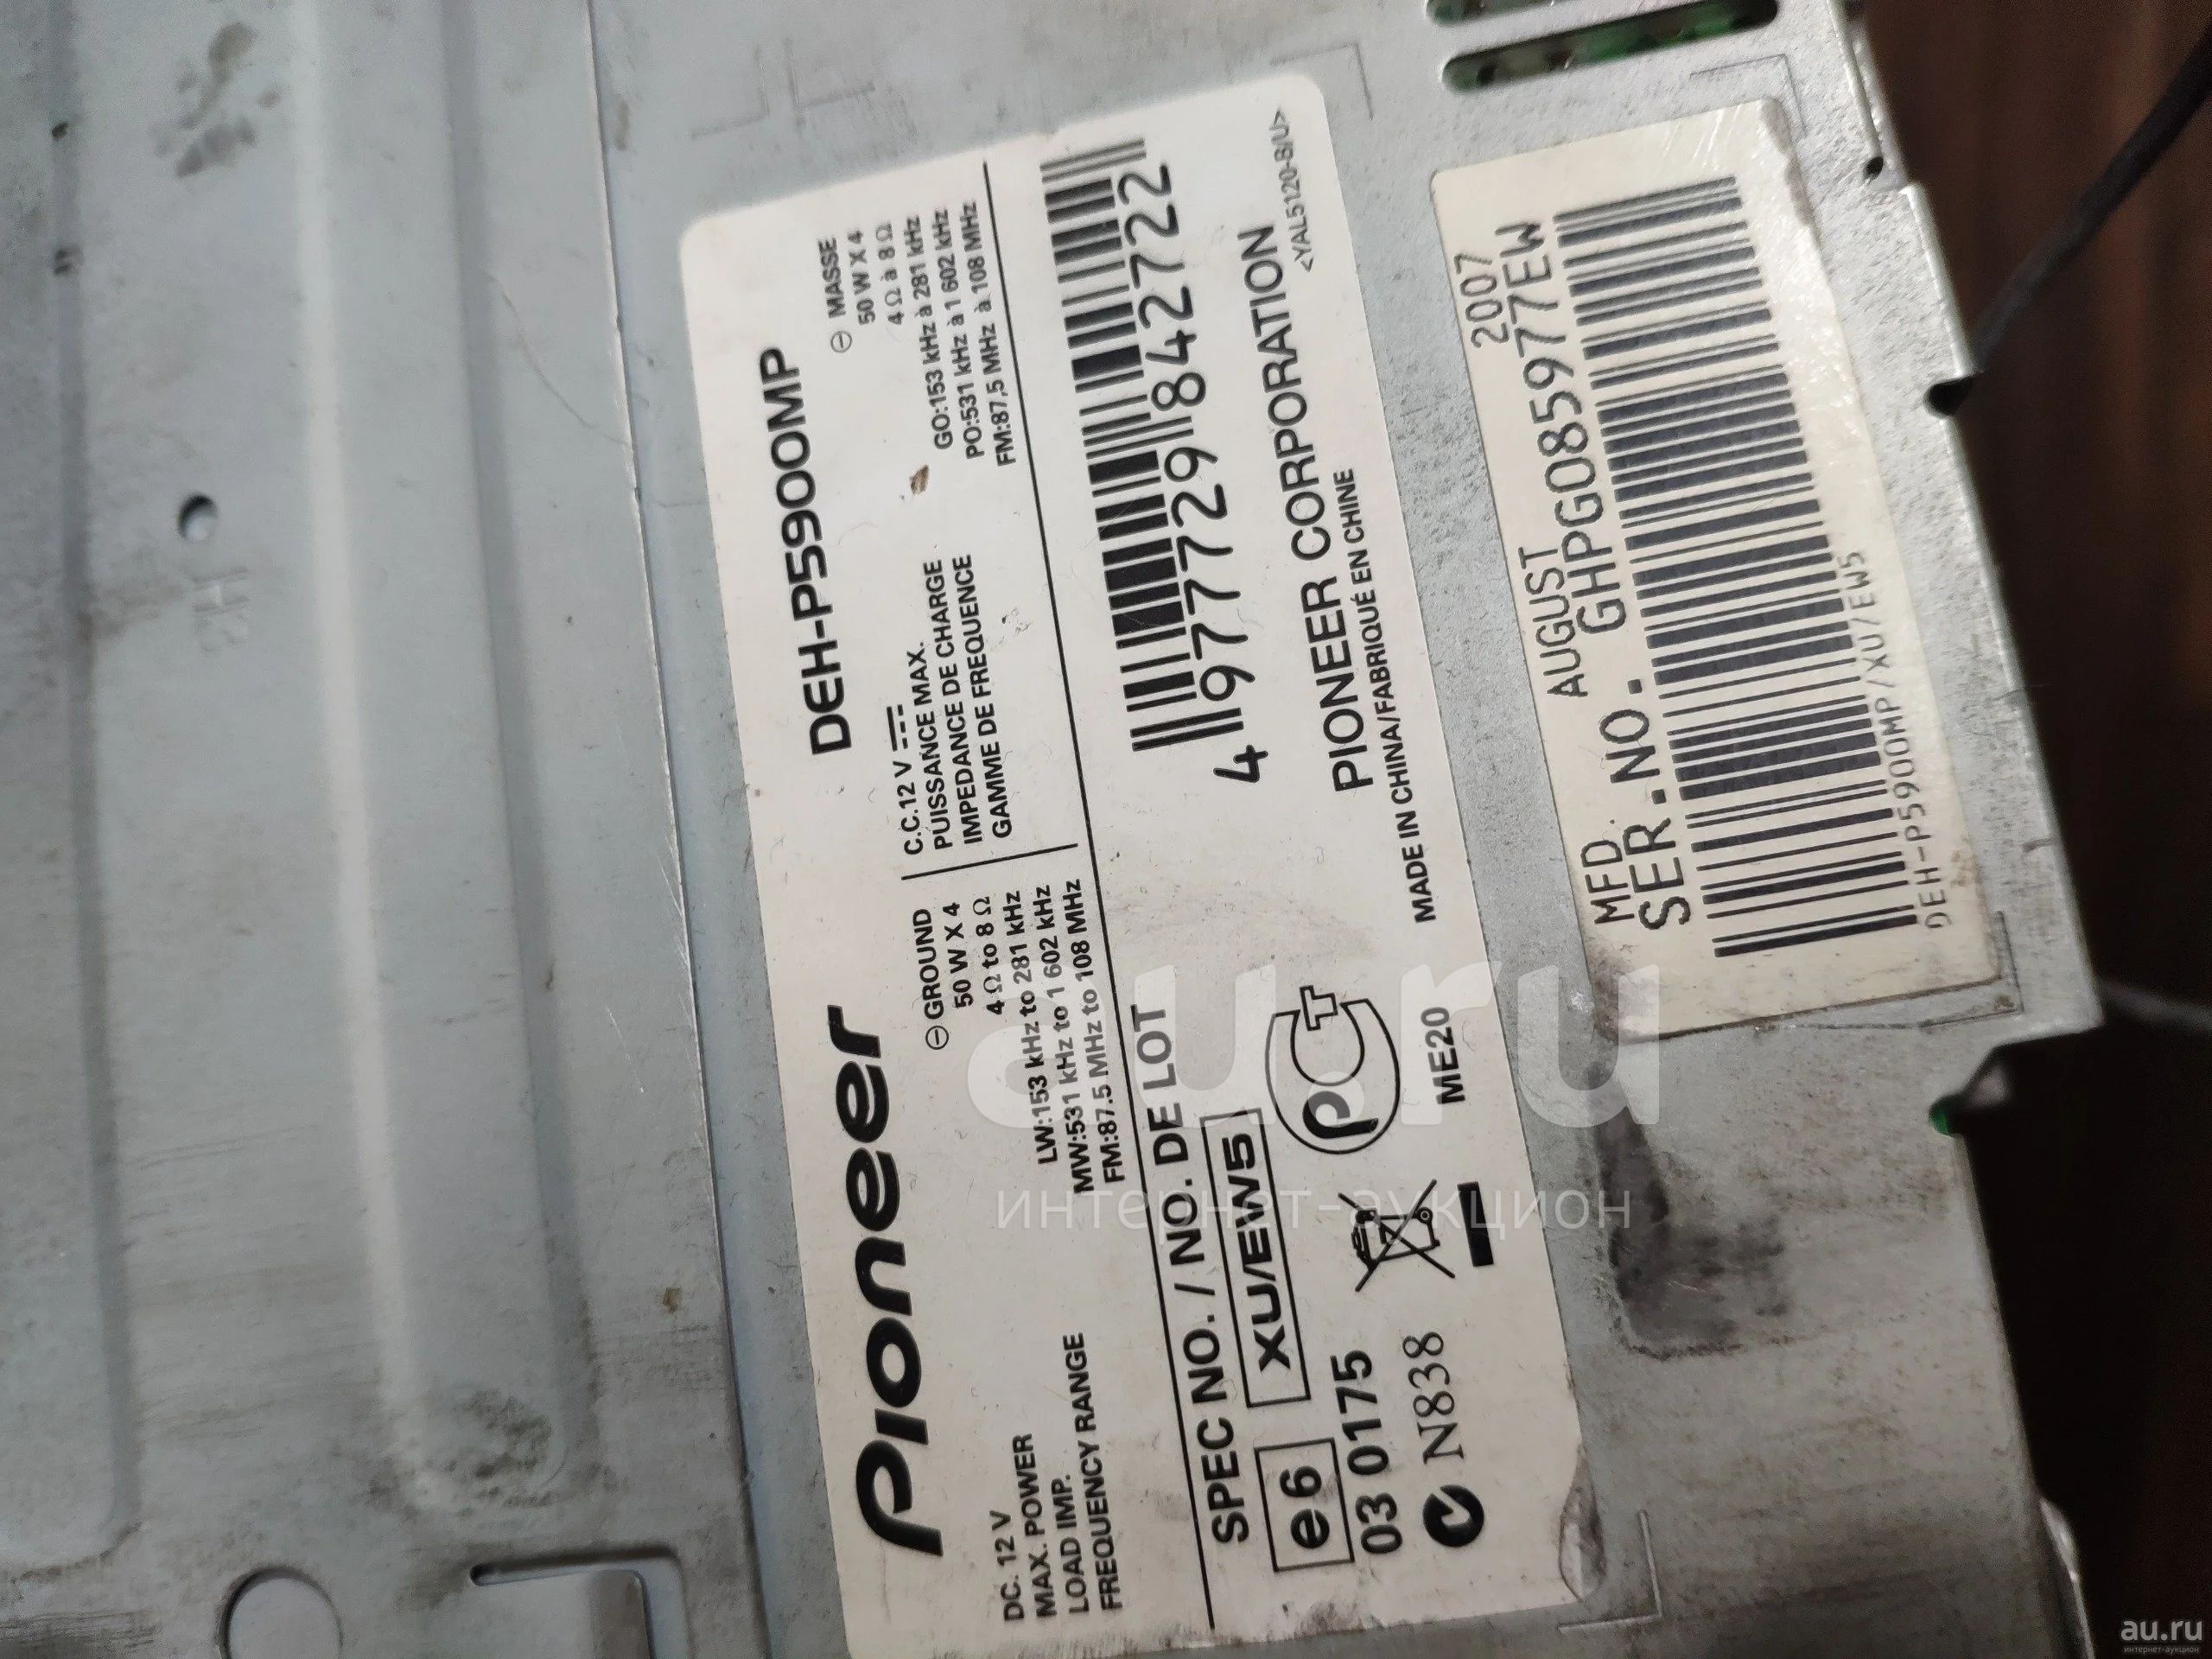 Pioneer DEH-P5900MP
DC. 12 V ⊖ GROUND C.C.12 V ⊖ MASSE
MAX. POWER 50 W X 4 PUISSANCE MAX. 50 W X 4
LOAD IMP. 4 Ω to 8 Ω IMPEDANCE DE CHARGE 4 Ω à 8 Ω
FREQUENCY RANGE LW:153 kHz to 281 kHz GAMME DE FREQUENCE GO:153 kHz à 281 kHz
MW:531 kHz to 1 602 kHz PO:531 kHz à 1 602 kHz
FM:87.5 MHz to 108 MHz FM:87,5 MHz à 108 MHz
SPEC NO. / NO. DE LOT
XU/EW5
4 977729 842722
e6
03 0175
PCT
PIONEER CORPORATION
N838
ME20
MADE IN CHINA/FABRIQUÉ EN CHINE
<YAL5120-B/U>
MFD AUGUST 2007
SER.NO. GHPG085977EW
DEH-P5900MP/XU/EW5
au.ru
интернет-аукцион
au.ru
интернет-аукцион